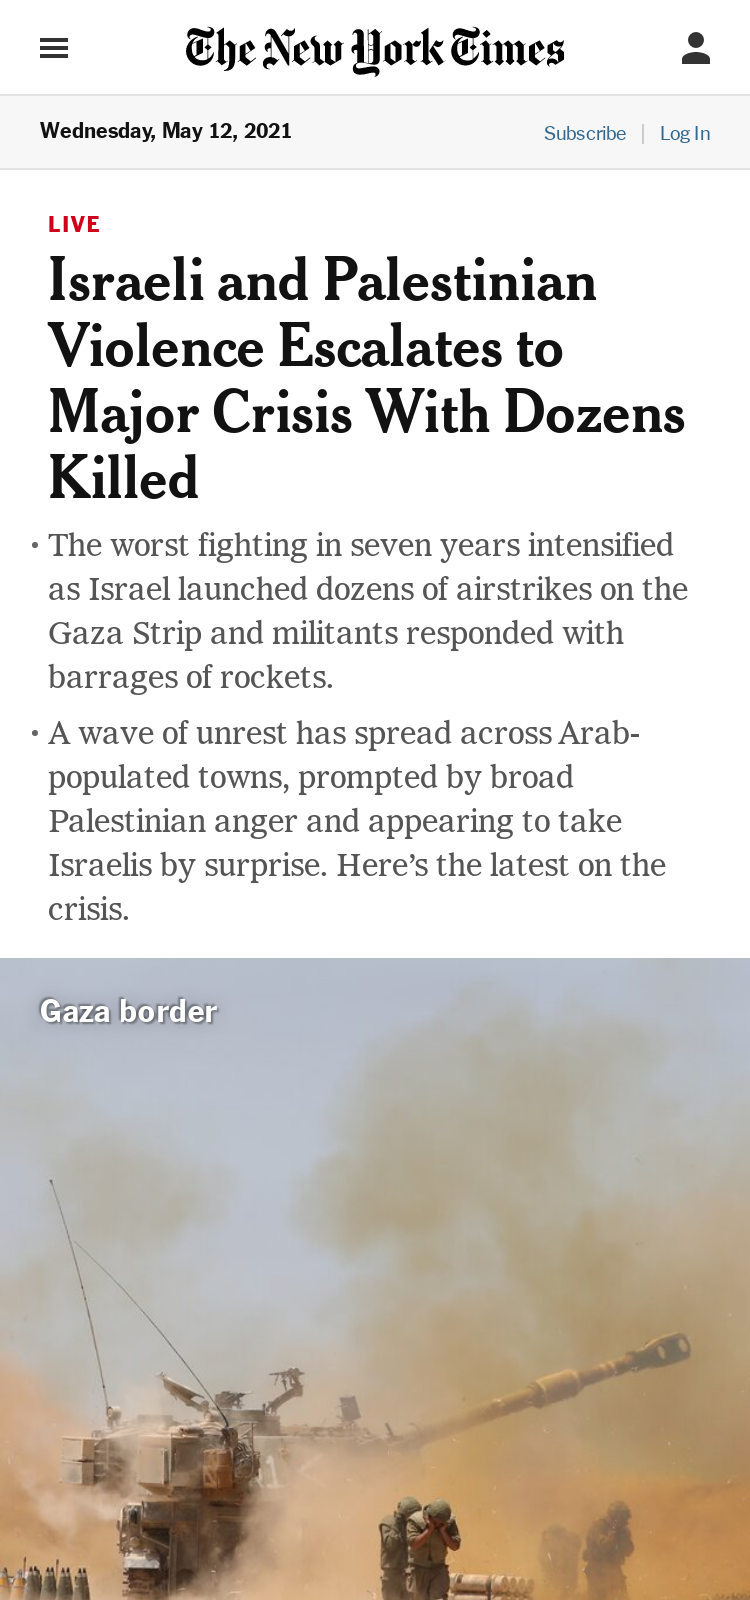 The New York Times
Wednesday, May 12, 2021
Subscribe | Log In
LIVE
Israeli and Palestinian
Violence Escalates to
Major Crisis With Dozens
Killed
• The worst fighting in seven years intensified
as Israel launched dozens of airstrikes on the
Gaza Strip and militants responded with
barrages of rockets.
• A wave of unrest has spread across Arab-
populated towns, prompted by broad
Palestinian anger and appearing to take
Israelis by surprise. Here’s the latest on the
crisis.
Gaza border